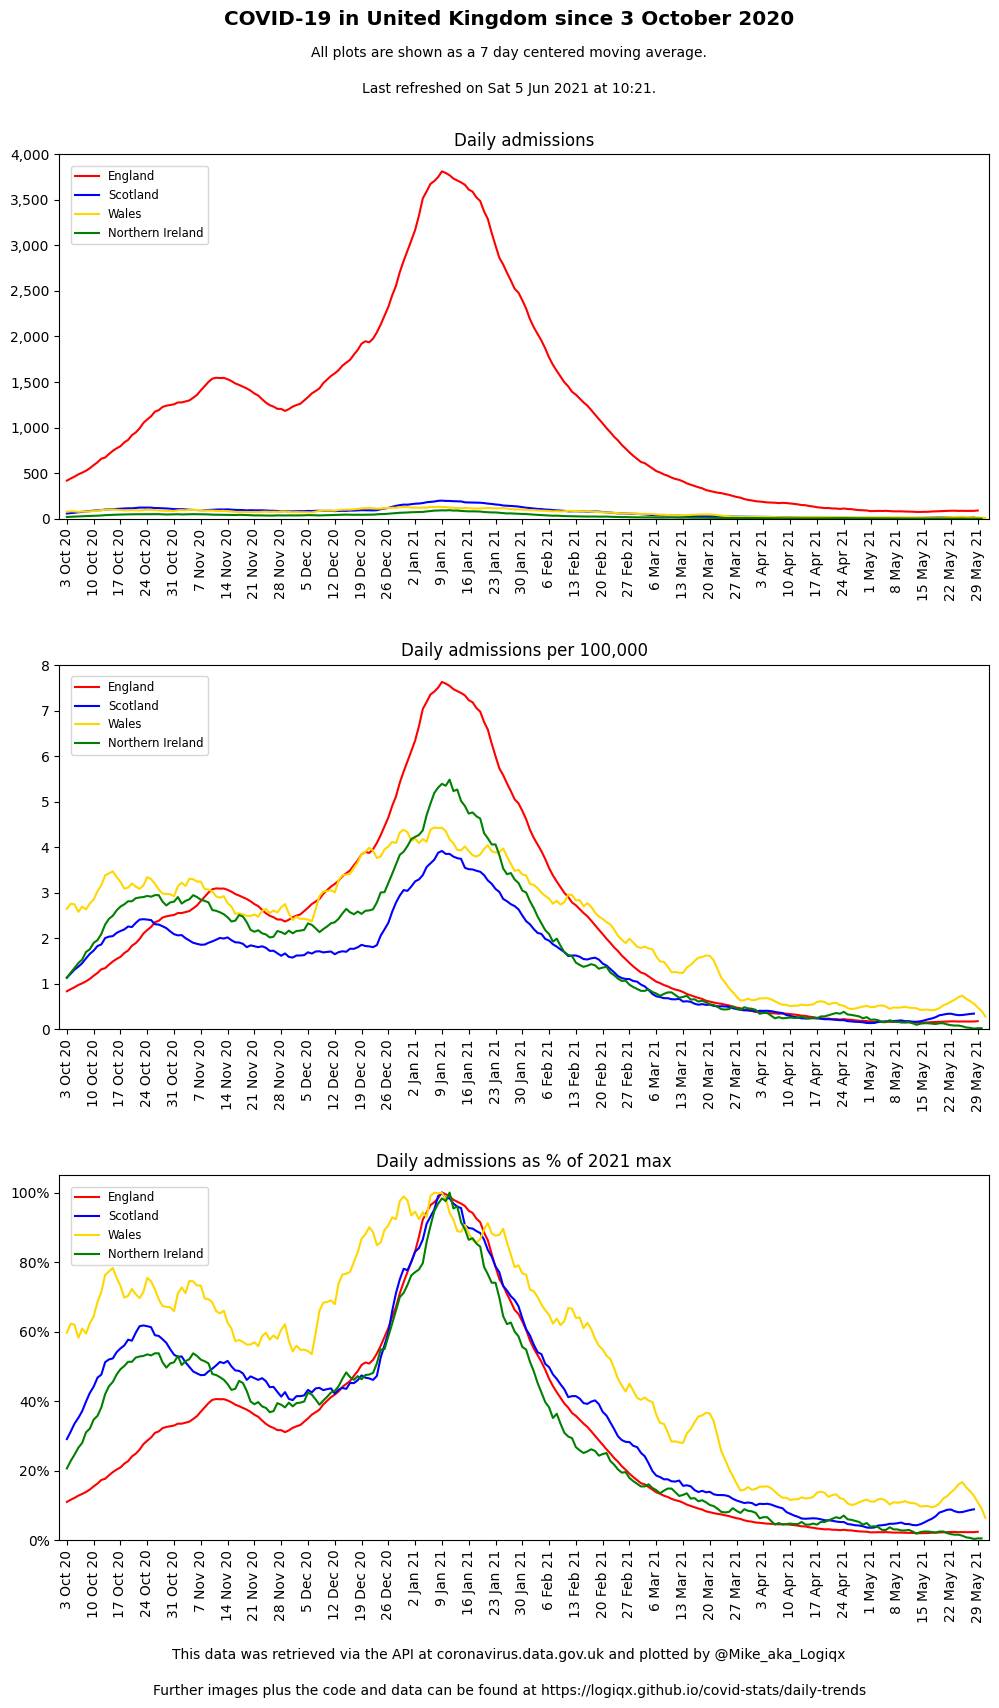 COVID-19 in United Kingdom since 3 October 2020
All plots are shown as a 7 day centered moving average.
Last refreshed on Sat 5 Jun 2021 at 10:21.
Daily admissions
4,000
3,500
3,000
2,500
2,000
1,500
1,000
500
0
England
Scotland
Wales
Northern Ireland
3 Oct 20
10 Oct 20
17 Oct 20
24 Oct 20
31 Oct 20
7 Nov 20
14 Nov 20
21 Nov 20
28 Nov 20
5 Dec 20
12 Dec 20
19 Dec 20
26 Dec 20
2 Jan 21
9 Jan 21
16 Jan 21
23 Jan 21
30 Jan 21
6 Feb 21
13 Feb 21
20 Feb 21
27 Feb 21
6 Mar 21
13 Mar 21
20 Mar 21
27 Mar 21
3 Apr 21
10 Apr 21
17 Apr 21
24 Apr 21
1 May 21
8 May 21
15 May 21
22 May 21
29 May 21
Daily admissions per 100,000
8
7
6
5
4
3
2
1
0
England
Scotland
Wales
Northern Ireland
3 Oct 20
10 Oct 20
17 Oct 20
24 Oct 20
31 Oct 20
7 Nov 20
14 Nov 20
21 Nov 20
28 Nov 20
5 Dec 20
12 Dec 20
19 Dec 20
26 Dec 20
2 Jan 21
9 Jan 21
16 Jan 21
23 Jan 21
30 Jan 21
6 Feb 21
13 Feb 21
20 Feb 21
27 Feb 21
6 Mar 21
13 Mar 21
20 Mar 21
27 Mar 21
3 Apr 21
10 Apr 21
17 Apr 21
24 Apr 21
1 May 21
8 May 21
15 May 21
22 May 21
29 May 21
Daily admissions as % of 2021 max
100%
80%
60%
40%
20%
0%
England
Scotland
Wales
Northern Ireland
3 Oct 20
10 Oct 20
17 Oct 20
24 Oct 20
31 Oct 20
7 Nov 20
14 Nov 20
21 Nov 20
28 Nov 20
5 Dec 20
12 Dec 20
19 Dec 20
26 Dec 20
2 Jan 21
9 Jan 21
16 Jan 21
23 Jan 21
30 Jan 21
6 Feb 21
13 Feb 21
20 Feb 21
27 Feb 21
6 Mar 21
13 Mar 21
20 Mar 21
27 Mar 21
3 Apr 21
10 Apr 21
17 Apr 21
24 Apr 21
1 May 21
8 May 21
15 May 21
22 May 21
29 May 21
This data was retrieved via the API at coronavirus.data.gov.uk and plotted by @Mike_aka_Logiqx
Further images plus the code and data can be found at https://logiqx.github.io/covid-stats/daily-trends